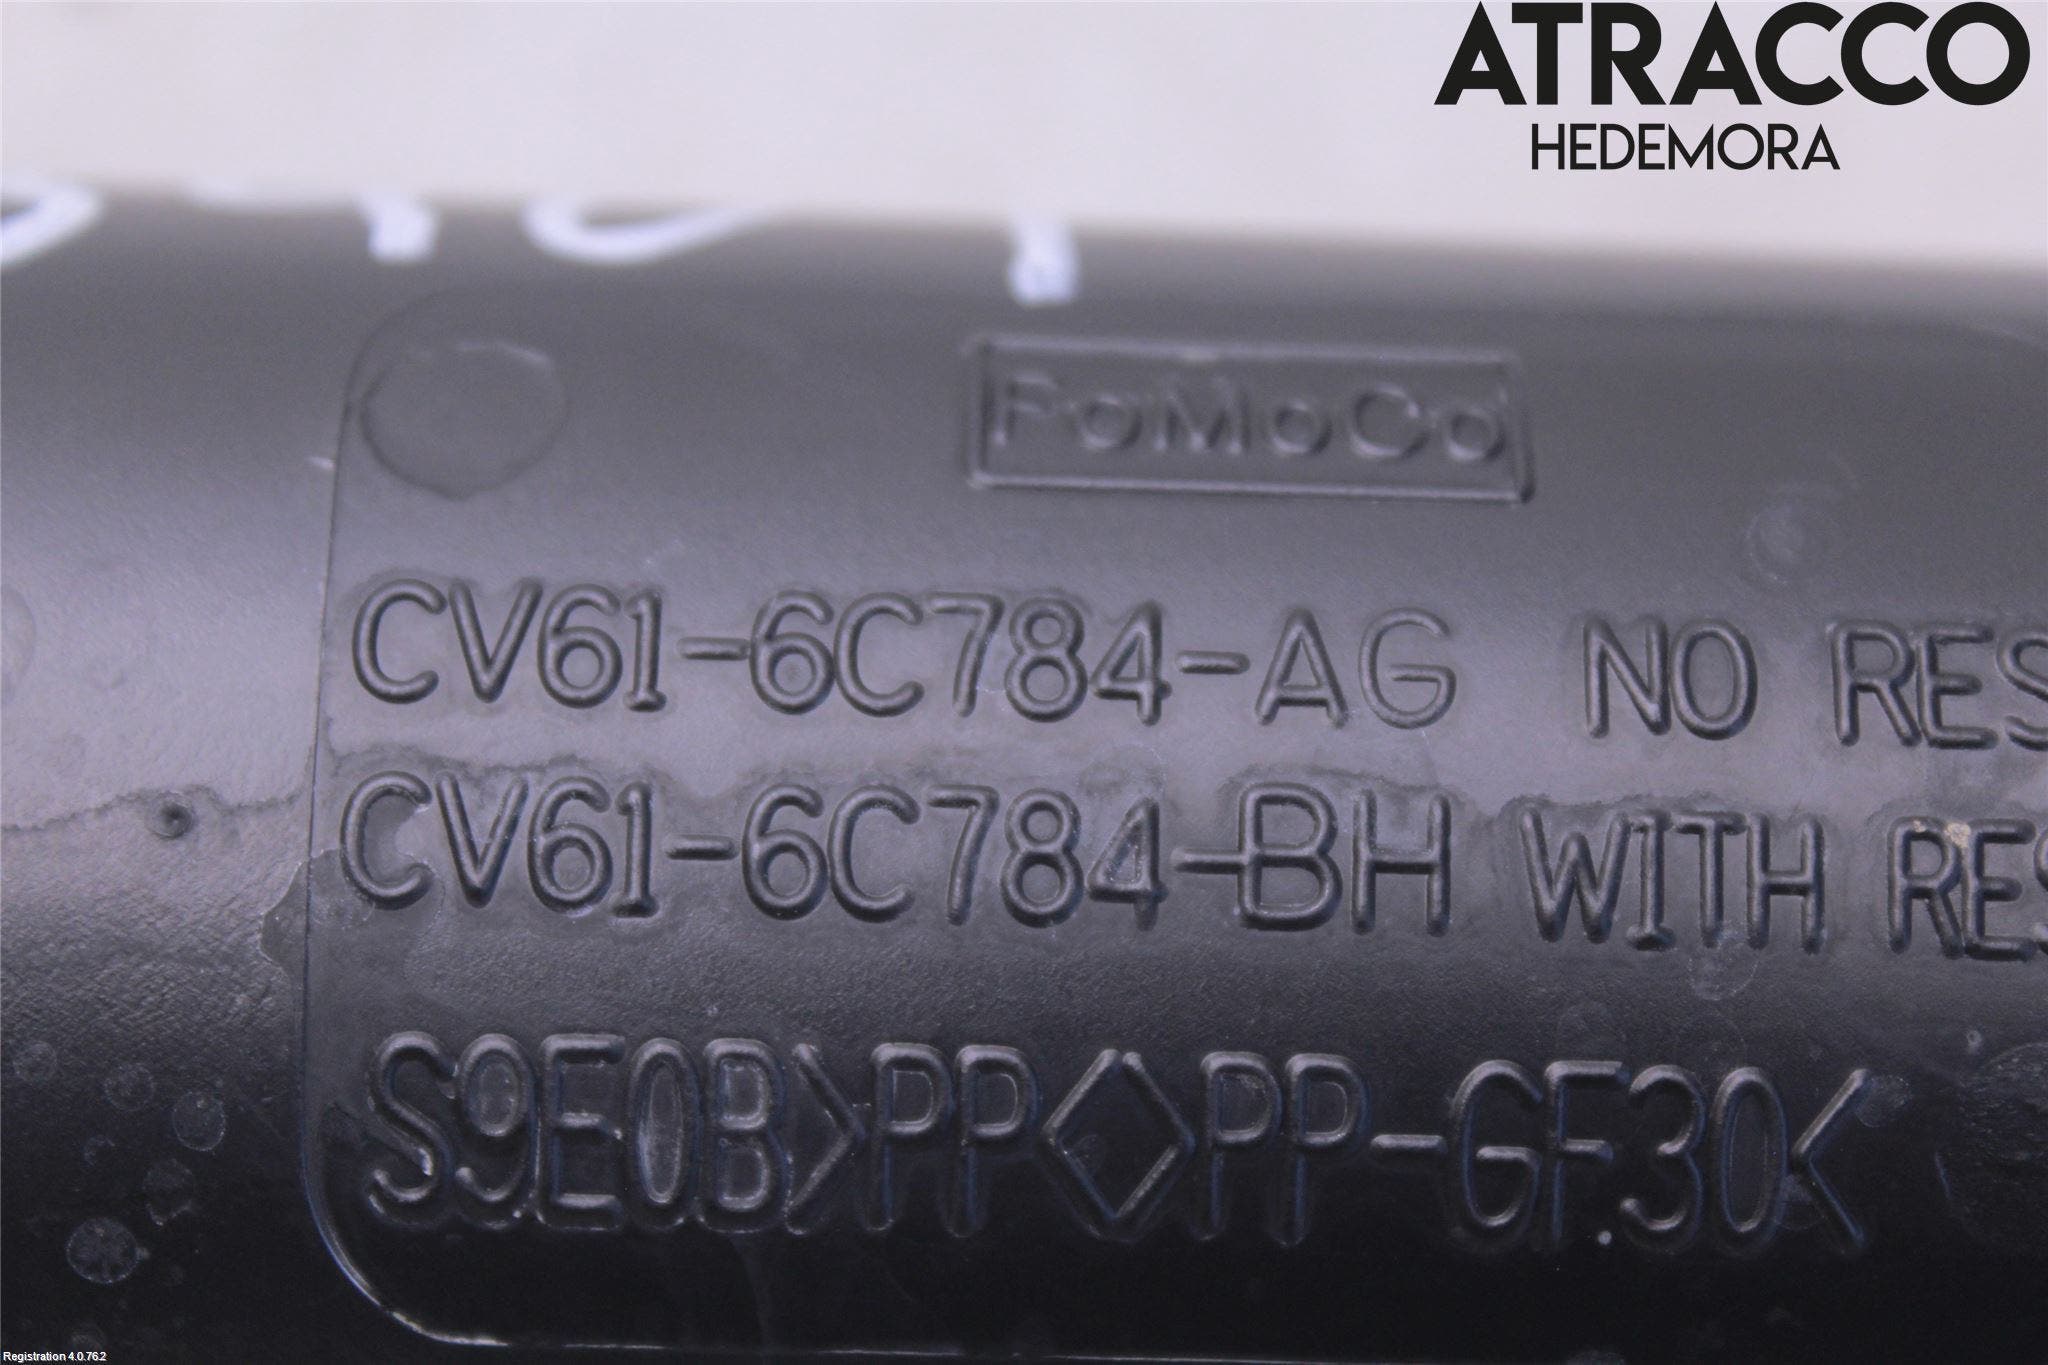 ATRACCO
HEDEMORA
FoMoCo
CV61-6C784-AG NO RES
CV61-6C784-BH WITH RES
S9E0B>PP<>PP-GF30<
Registration 4.0.76.2